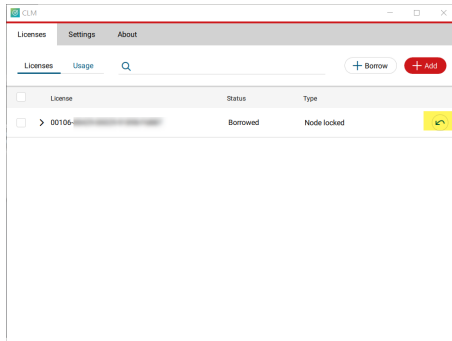 CLM
Licenses Settings About
Licenses Usage + Borrow + Add
License Status Type
00106- Borrowed Node locked